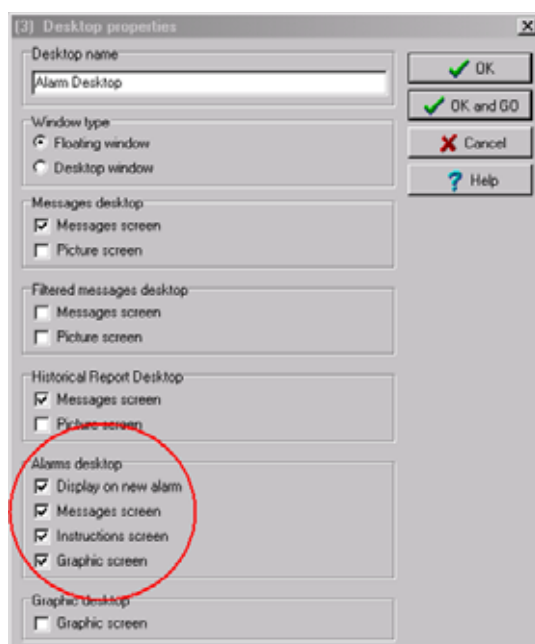 [3] Desktop properties
Desktop name
Alarm Desktop
OK
OK and GO
Cancel
Help
Window type
Floating window
Desktop window
Messages desktop
Messages screen
Picture screen
Filtered messages desktop
Messages screen
Picture screen
Historical Report Desktop
Messages screen
Picture screen
Alarms desktop
Display on new alarm
Messages screen
Instructions screen
Graphic screen
Graphic desktop
Graphic screen